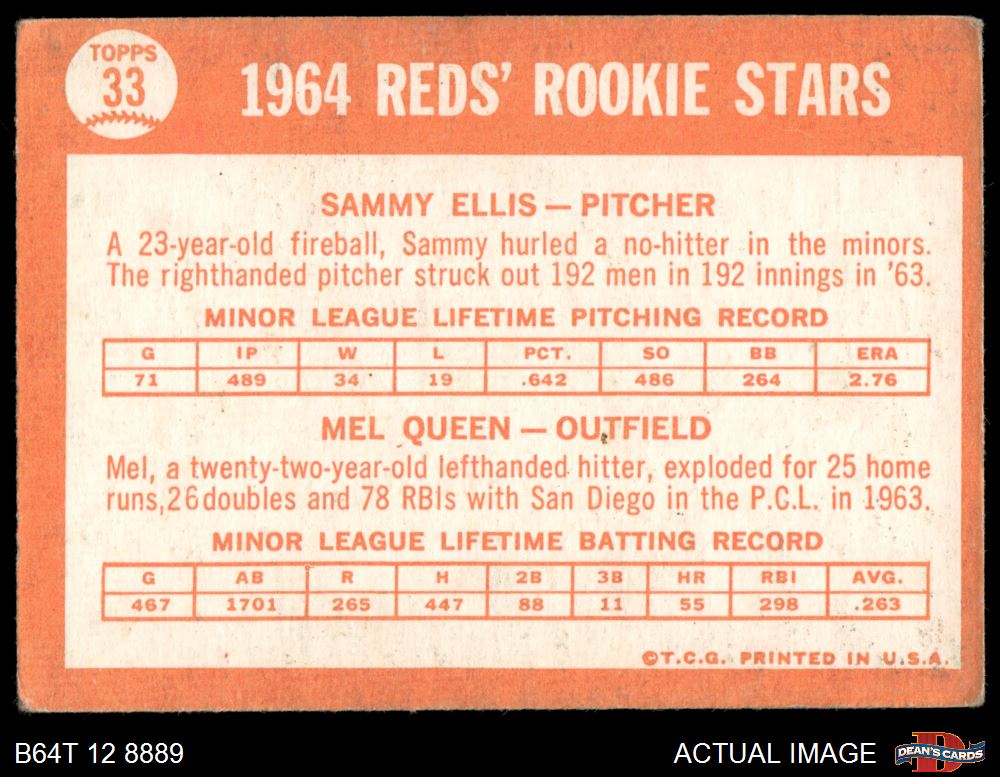 TOPPS
33
1964 REDS' ROOKIE STARS
SAMMY ELLIS — PITCHER
A 23-year-old fireball, Sammy hurled a no-hitter in the minors.
The righthanded pitcher struck out 192 men in 192 innings in '63.
MINOR LEAGUE LIFETIME PITCHING RECORD
G IP W L PCT. SO BB ERA
71 489 34 19 .642 486 264 2.76
MEL QUEEN — OUTFIELD
Mel, a twenty-two-year-old lefthanded hitter, exploded for 25 home
runs,26 doubles and 78 RBIs with San Diego in the P.C.L. in 1963.
MINOR LEAGUE LIFETIME BATTING RECORD
G AB R H 2B 3B HR RBI AVG.
467 1701 265 447 88 11 55 298 .263
©T.C.G. PRINTED IN U.S.A.
B64T 12 8889
ACTUAL IMAGE
D
DEAN'S CARDS